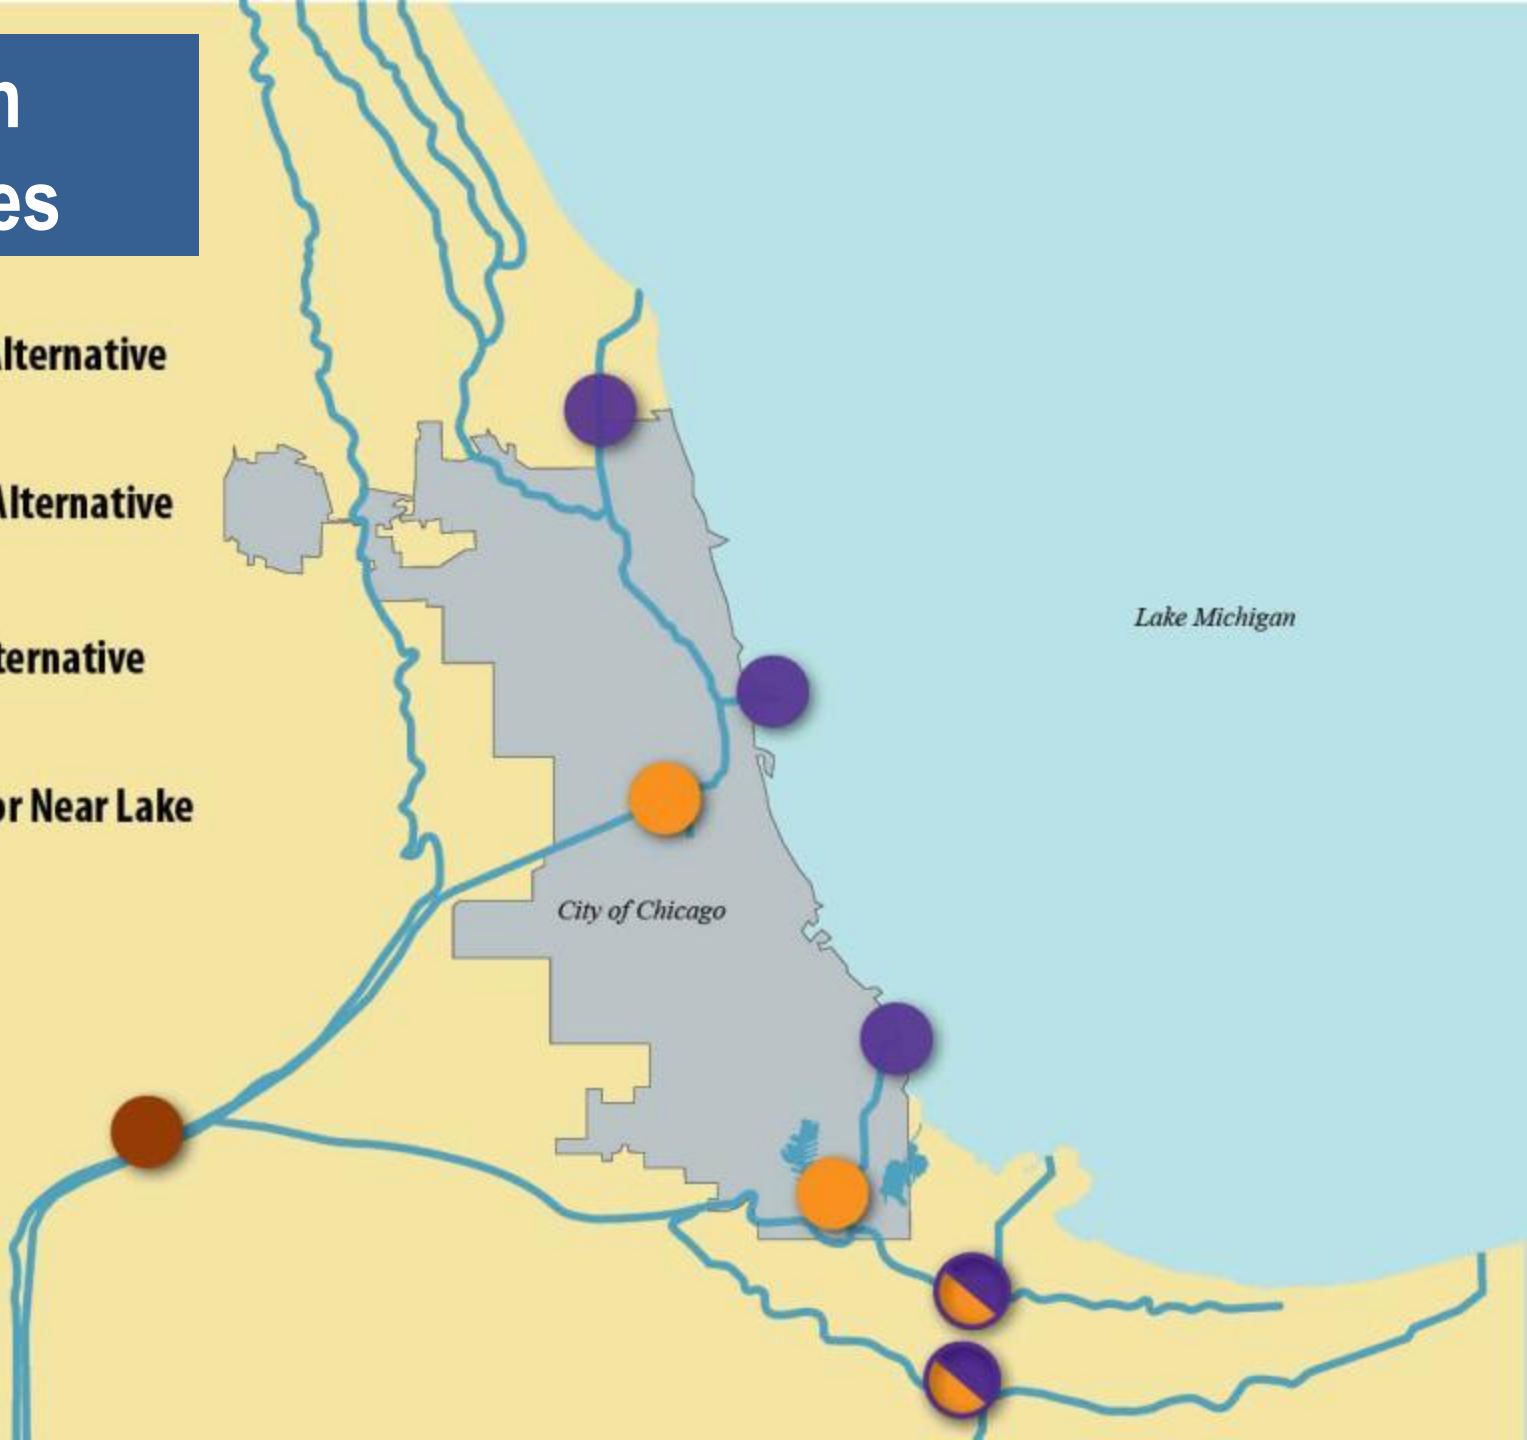 n
es
lternative
Alternative
ternative
or Near Lake
Lake Michigan
City of Chicago